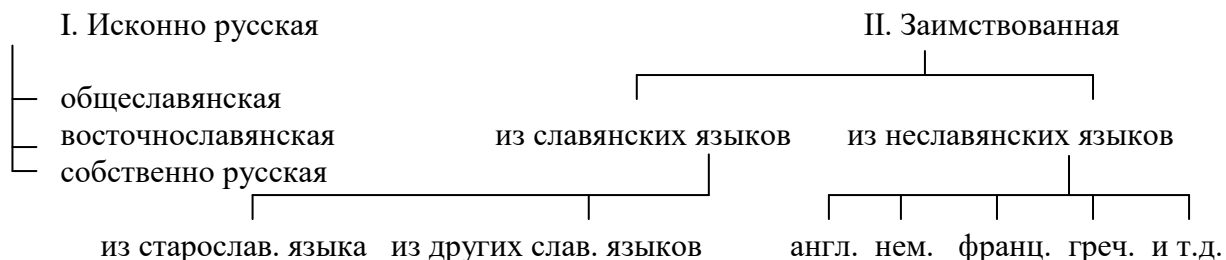 I. Исконно русская II. Заимствованная
общеславянская
восточнославянская из славянских языков из неславянских языков
собственно русская
из старослав. языка из других слав. языков англ. нем. франц. греч. и т.д.